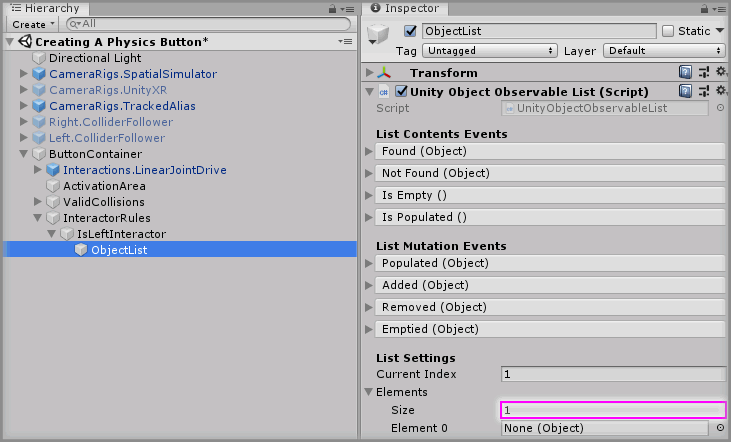 Hierarchy
Create
All
Creating A Physics Button*
Directional Light
CameraRigs.SpatialSimulator
CameraRigs.UnityXR
CameraRigs.TrackedAlias
Right.ColliderFollower
Left.ColliderFollower
ButtonContainer
Interactions.LinearJointDrive
ActivationArea
ValidCollisions
InteractorRules
IsLeftInteractor
ObjectList
Inspector
ObjectList
Static
Tag Untagged Layer Default
Transform
Unity Object Observable List (Script)
Script UnityObjectObservableList
List Contents Events
Found (Object)
Not Found (Object)
Is Empty ()
Is Populated ()
List Mutation Events
Populated (Object)
Added (Object)
Removed (Object)
Emptied (Object)
List Settings
Current Index 1
Elements
Size 1
Element 0 None (Object)